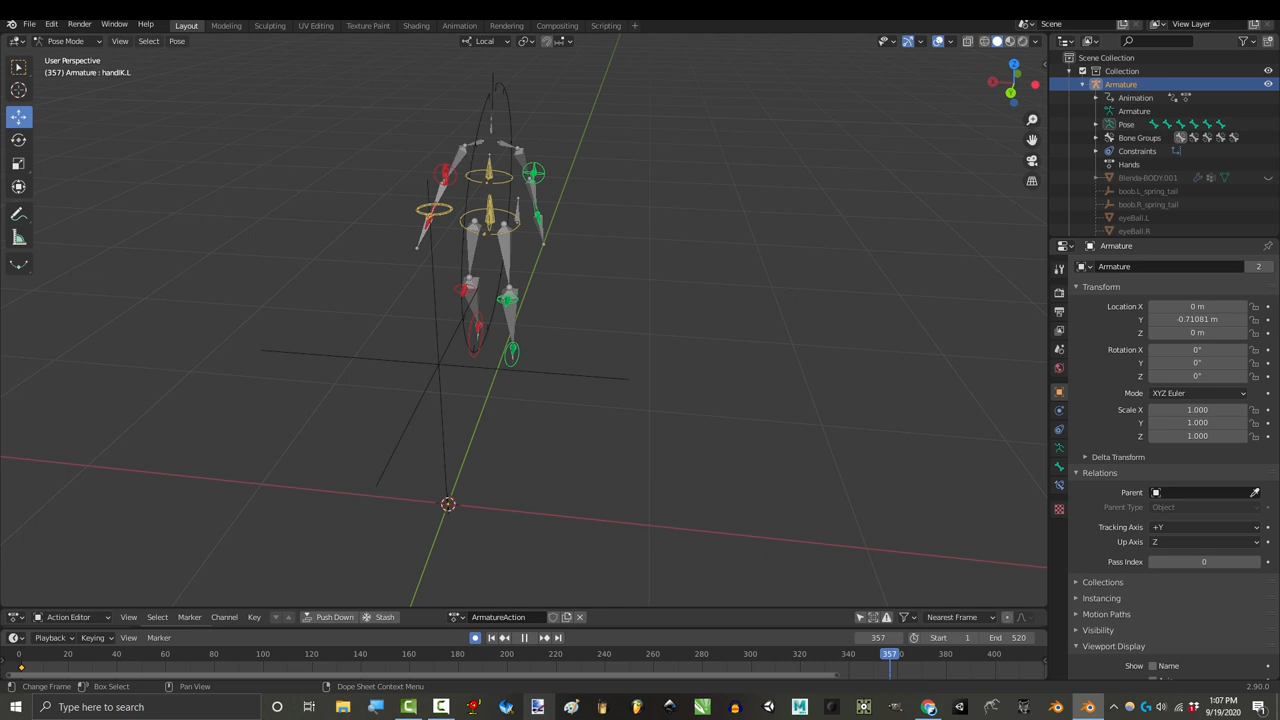 File Edit Render Window Help Layout Modeling Sculpting UV Editing Texture Paint Shading Animation Rendering Compositing Scripting + Scene View Layer
Pose Mode View Select Pose Local
User Perspective
(357) Armature : handIK.L
Scene Collection
Collection
Armature
Animation
Armature
Pose
Bone Groups
Constraints
Hands
Blenda-BODY.001
boob.L_spring_tail
boob.R_spring_tail
eyeBall.L
eyeBall.R
Armature
Armature 2
Transform
Location X 0 m
Y -0.71081 m
Z 0 m
Rotation X 0°
Y 0°
Z 0°
Mode XYZ Euler
Scale X 1.000
Y 1.000
Z 1.000
Delta Transform
Relations
Parent
Parent Type Object
Tracking Axis +Y
Up Axis Z
Pass Index 0
Collections
Instancing
Motion Paths
Visibility
Viewport Display
Show Name
Action Editor View Select Marker Channel Key Push Down Stash ArmatureAction Nearest Frame
Playback Keying View Marker 357 Start 1 End 520
0 20 40 60 80 100 120 140 160 180 200 220 240 260 280 300 320 340 357 360 380 400
Change Frame Box Select Pan View Dope Sheet Context Menu 2.90.0
Type here to search 1:07 PM
9/19/2020